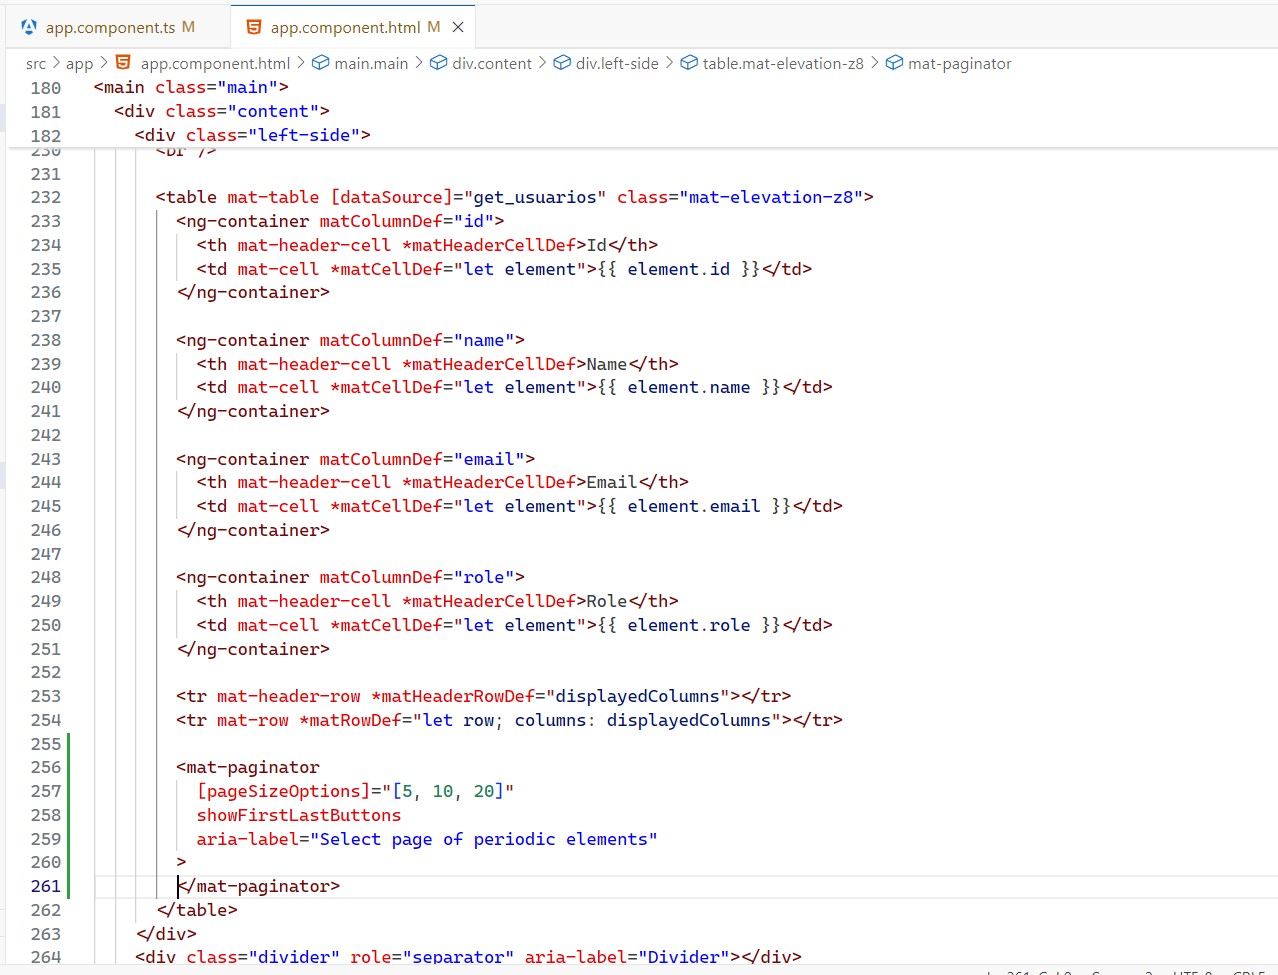 app.component.ts M
app.component.html M
src > app > app.component.html > main.main > div.content > div.left-side > table.mat-elevation-z8 > mat-paginator
180 <main class="main">
181 <div class="content">
182 <div class="left-side">
230 <br />
231
232 <table mat-table [dataSource]="get_usuarios" class="mat-elevation-z8">
233 <ng-container matColumnDef="id">
234 <th mat-header-cell *matHeaderCellDef>Id</th>
235 <td mat-cell *matCellDef="let element">{{ element.id }}</td>
236 </ng-container>
237
238 <ng-container matColumnDef="name">
239 <th mat-header-cell *matHeaderCellDef>Name</th>
240 <td mat-cell *matCellDef="let element">{{ element.name }}</td>
241 </ng-container>
242
243 <ng-container matColumnDef="email">
244 <th mat-header-cell *matHeaderCellDef>Email</th>
245 <td mat-cell *matCellDef="let element">{{ element.email }}</td>
246 </ng-container>
247
248 <ng-container matColumnDef="role">
249 <th mat-header-cell *matHeaderCellDef>Role</th>
250 <td mat-cell *matCellDef="let element">{{ element.role }}</td>
251 </ng-container>
252
253 <tr mat-header-row *matHeaderRowDef="displayedColumns"></tr>
254 <tr mat-row *matRowDef="let row; columns: displayedColumns"></tr>
255
256 <mat-paginator
257 [pageSizeOptions]="[5, 10, 20]"
258 showFirstLastButtons
259 aria-label="Select page of periodic elements"
260 >
261 </mat-paginator>
262 </table>
263 </div>
264 <div class="divider" role="separator" aria-label="Divider"></div>